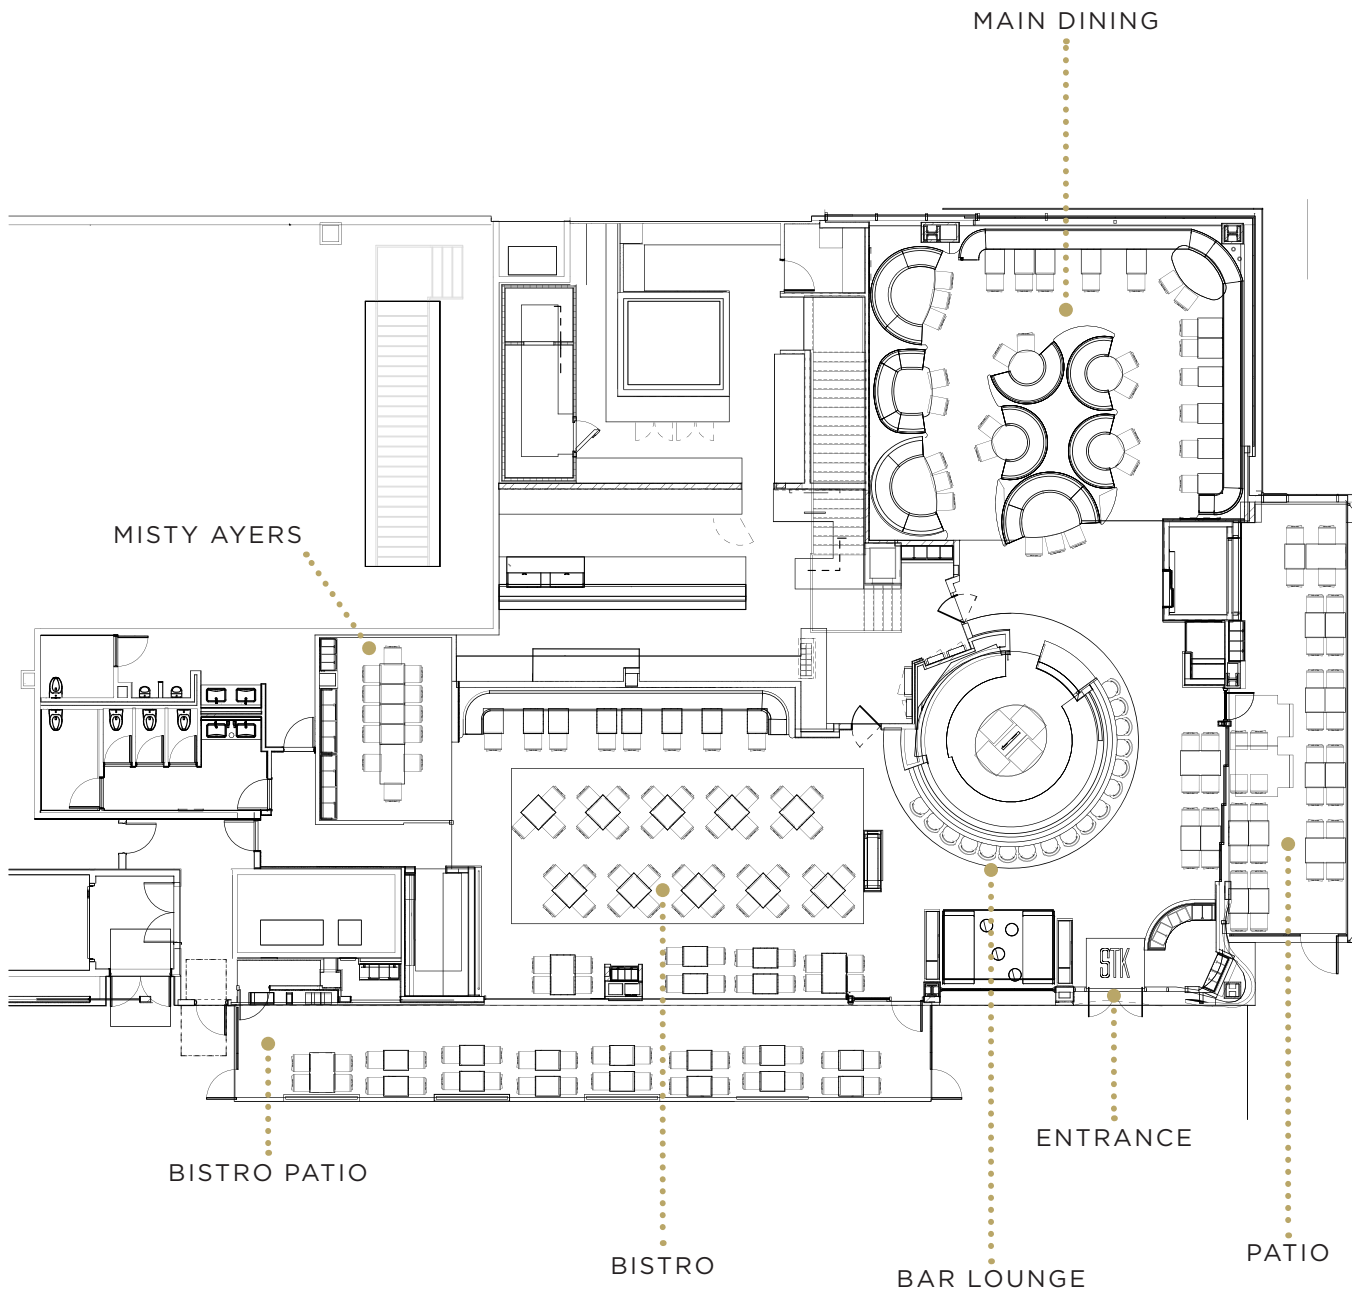 MAIN DINING
MISTY AYERS
STK
ENTRANCE
BISTRO PATIO
PATIO
BISTRO
BAR LOUNGE